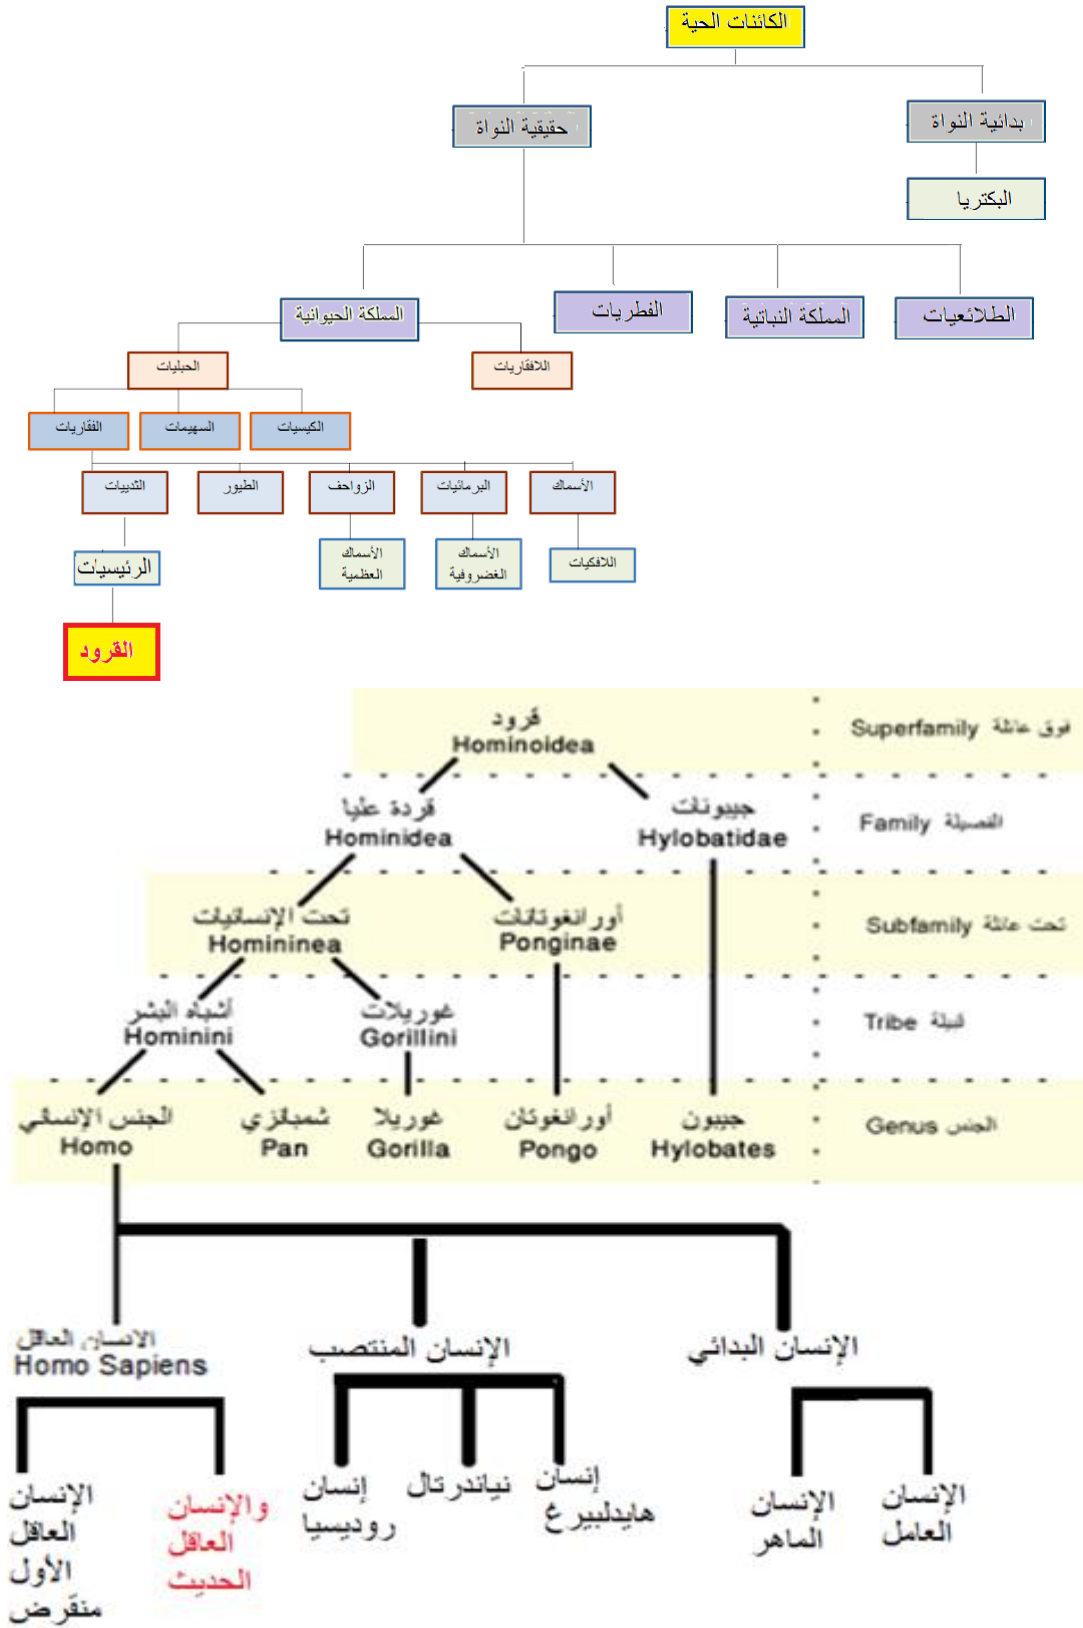 الكائنات الحية
بدائية النواة
حقيقية النواة
البكتريا
الطلائعيات
المملكة النباتية
الفطريات
المملكة الحيوانية
اللافقاريات
الحبليات
الكيسيات
السهيمات
الفقاريات
الأسماك
البرمائيات
الزواحف
الطيور
الثدييات
اللافكيات
الأسماك
الغضروفية
الأسماك
العظمية
الرئيسيات
القرود
فوق عائلة Superfamily
قرود
Hominoidea
الفصيلة Family
جيبونات
Hylobatidae
قردة عليا
Hominidea
تحت عائلة Subfamily
أورانغوتانات
Ponginae
تحت الإنسانيات
Homininea
قبيلة Tribe
غوريلات
Gorillini
أشباه البشر
Hominini
الجنس Genus
جيبون
Hylobates
أورانغوتان
Pongo
غوريلا
Gorilla
شمبانزي
Pan
الجنس الإنساني
Homo
الإنسان البدائي
الإنسان المنتصب
الانسان العاقل
Homo Sapiens
الإنسان
العامل
الإنسان
الماهر
إنسان
هايدلبيرغ
نياندرتال
إنسان
روديسيا
والإنسان
العاقل
الحديث
الإنسان
العاقل
الأول
منقرض